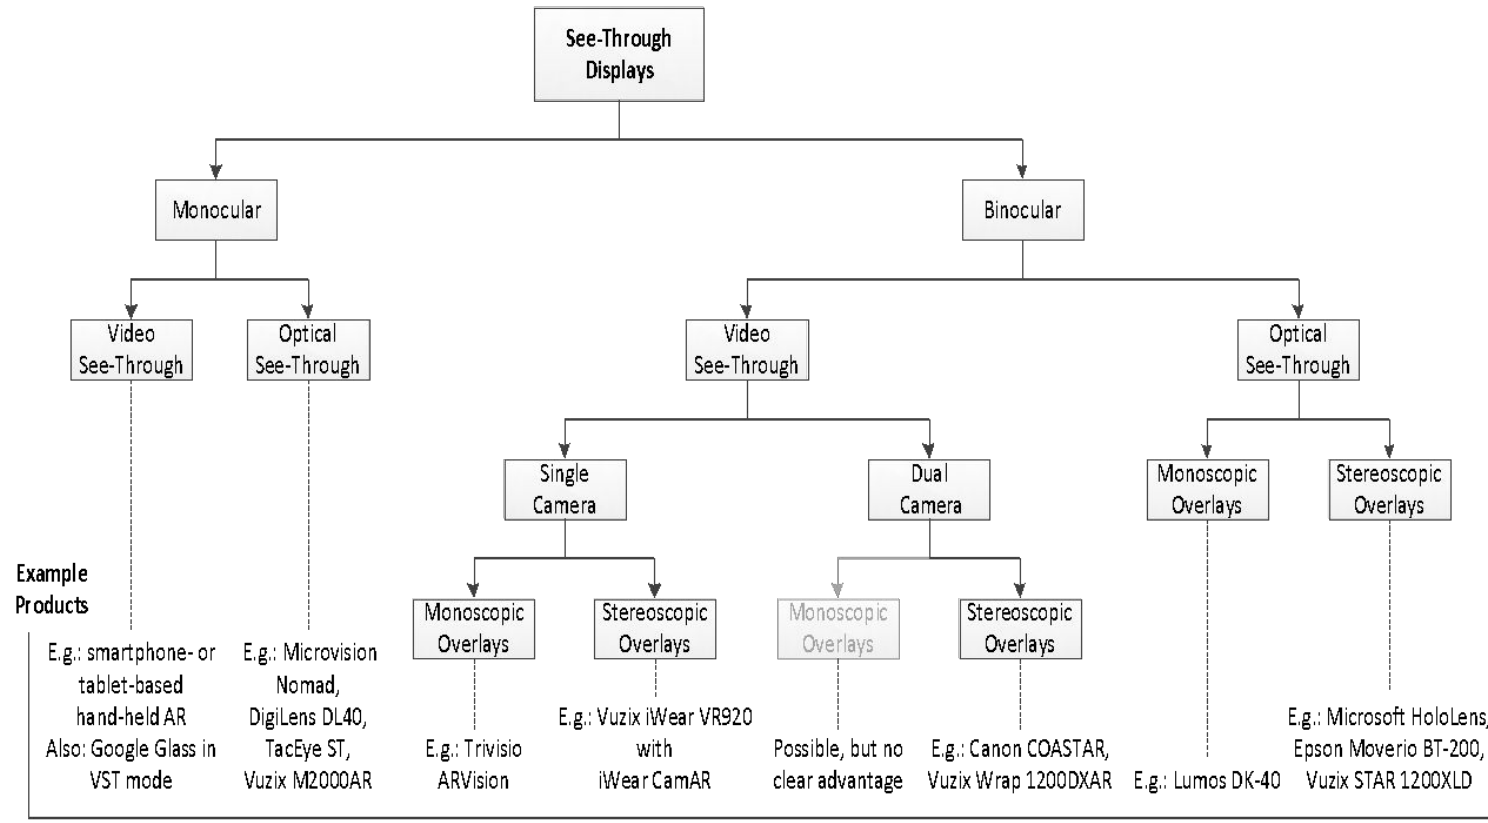 See-Through
Displays
Monocular
Binocular
Video
See-Through
Optical
See-Through
Video
See-Through
Optical
See-Through
Single
Camera
Dual
Camera
Monoscopic
Overlays
Stereoscopic
Overlays
Monoscopic
Overlays
Stereoscopic
Overlays
Monoscopic
Overlays
Stereoscopic
Overlays
Example
Products
E.g.: smartphone- or
tablet-based
hand-held AR
Also: Google Glass in
VST mode
E.g.: Microvision
Nomad,
DigiLens DL40,
TacEye ST,
Vuzix M2000AR
E.g.: Trivisio
ARVision
E.g.: Vuzix iWear VR920
with
iWear CamAR
Possible, but no
clear advantage
E.g.: Canon COASTAR,
Vuzix Wrap 1200DXAR
E.g.: Lumos DK-40
E.g.: Microsoft HoloLens,
Epson Moverio BT-200,
Vuzix STAR 1200XLD